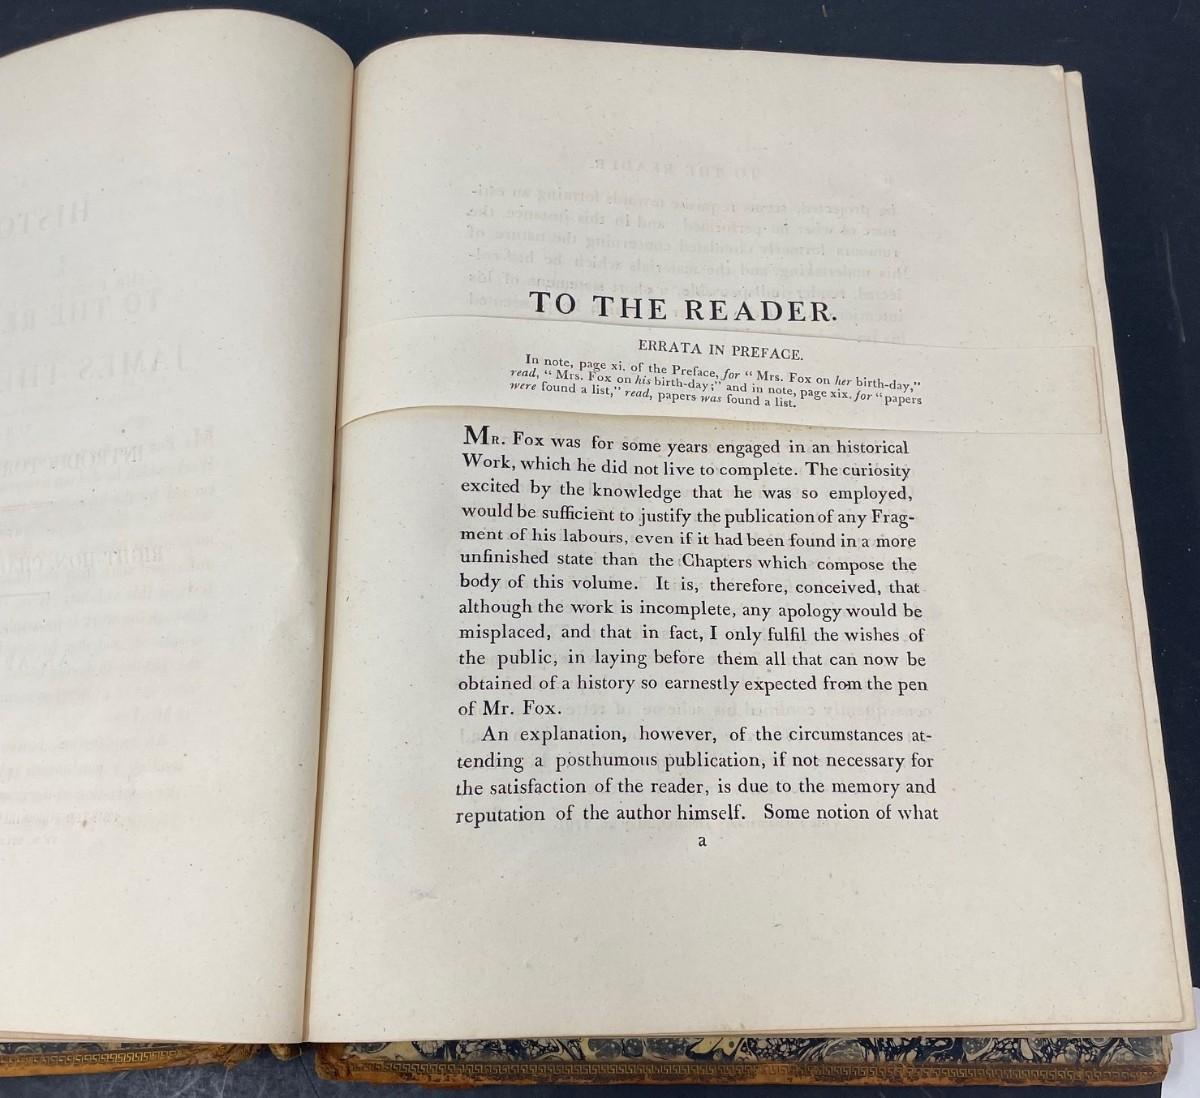 TO THE READER.
ERRATA IN PREFACE.
In note, page xi. of the Preface, for “ Mrs. Fox on her birth-day,”
read, “ Mrs. Fox on his birth-day;” and in note, page xix. for “papers
were found a list,” read, papers was found a list.
MR. Fox was for some years engaged in an historical
Work, which he did not live to complete. The curiosity
excited by the knowledge that he was so employed,
would be sufficient to justify the publication of any Frag-
ment of his labours, even if it had been found in a more
unfinished state than the Chapters which compose the
body of this volume. It is, therefore, conceived, that
although the work is incomplete, any apology would be
misplaced, and that in fact, I only fulfil the wishes of
the public, in laying before them all that can now be
obtained of a history so earnestly expected from the pen
of Mr. Fox.
An explanation, however, of the circumstances at-
tending a posthumous publication, if not necessary for
the satisfaction of the reader, is due to the memory and
reputation of the author himself. Some notion of what
a